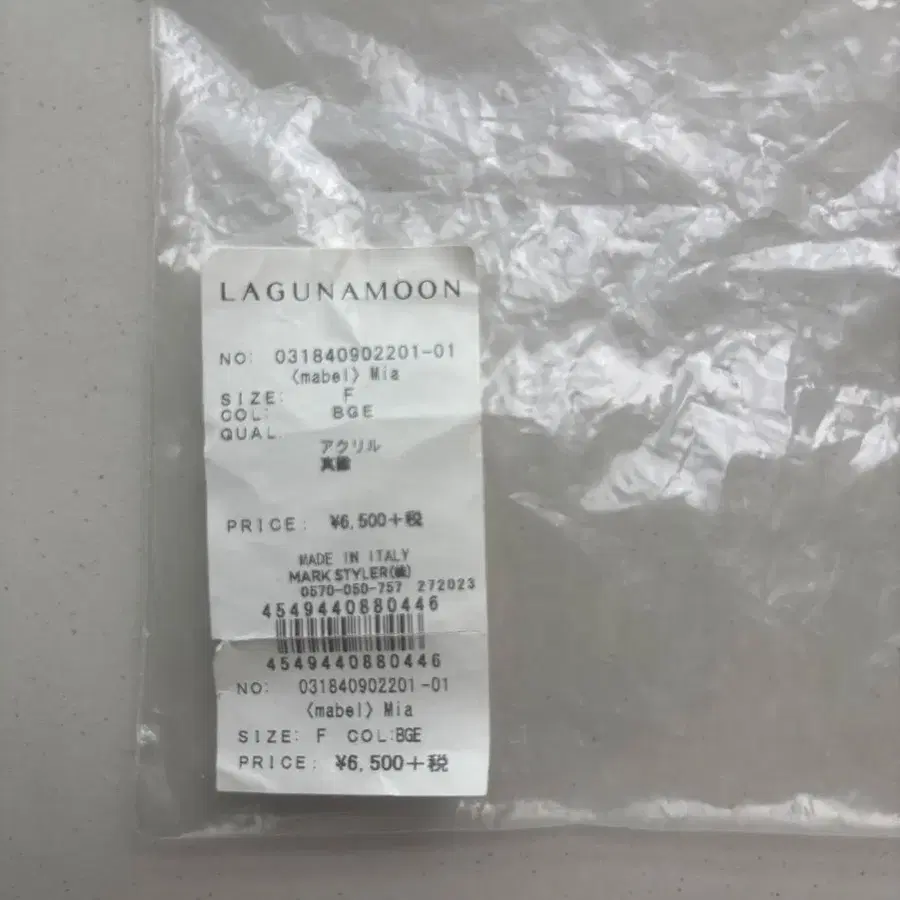 LAGUNAMOON
NO: 031840902201-01
〈mabel〉 Mia
SIZE: F
COL: BGE
QUAL.
アクリル
真鍮
PRICE: ¥6,500+税
MADE IN ITALY
MARK STYLER(株)
0570-050-757 272023
4549440880446
4549440880446
NO: 031840902201-01
〈mabel〉 Mia
SIZE: F COL:BGE
PRICE: ¥6,500+税